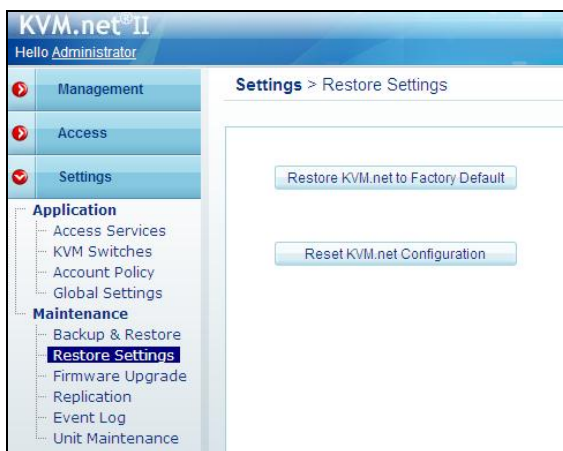 KVM.net®II
Hello Administrator
Management
Access
Settings
Application
Access Services
KVM Switches
Account Policy
Global Settings
Maintenance
Backup & Restore
Restore Settings
Firmware Upgrade
Replication
Event Log
Unit Maintenance
Settings > Restore Settings
Restore KVM.net to Factory Default
Reset KVM.net Configuration